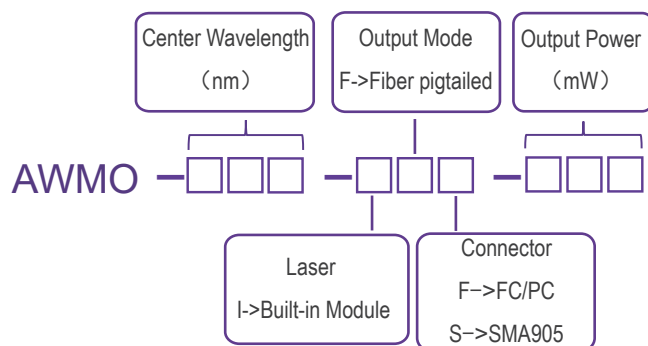 Center Wavelength
（nm）
Output Mode
F->Fiber pigtailed
Output Power
（mW）
AWMO
Laser
I->Built-in Module
Connector
F->FC/PC
S->SMA905